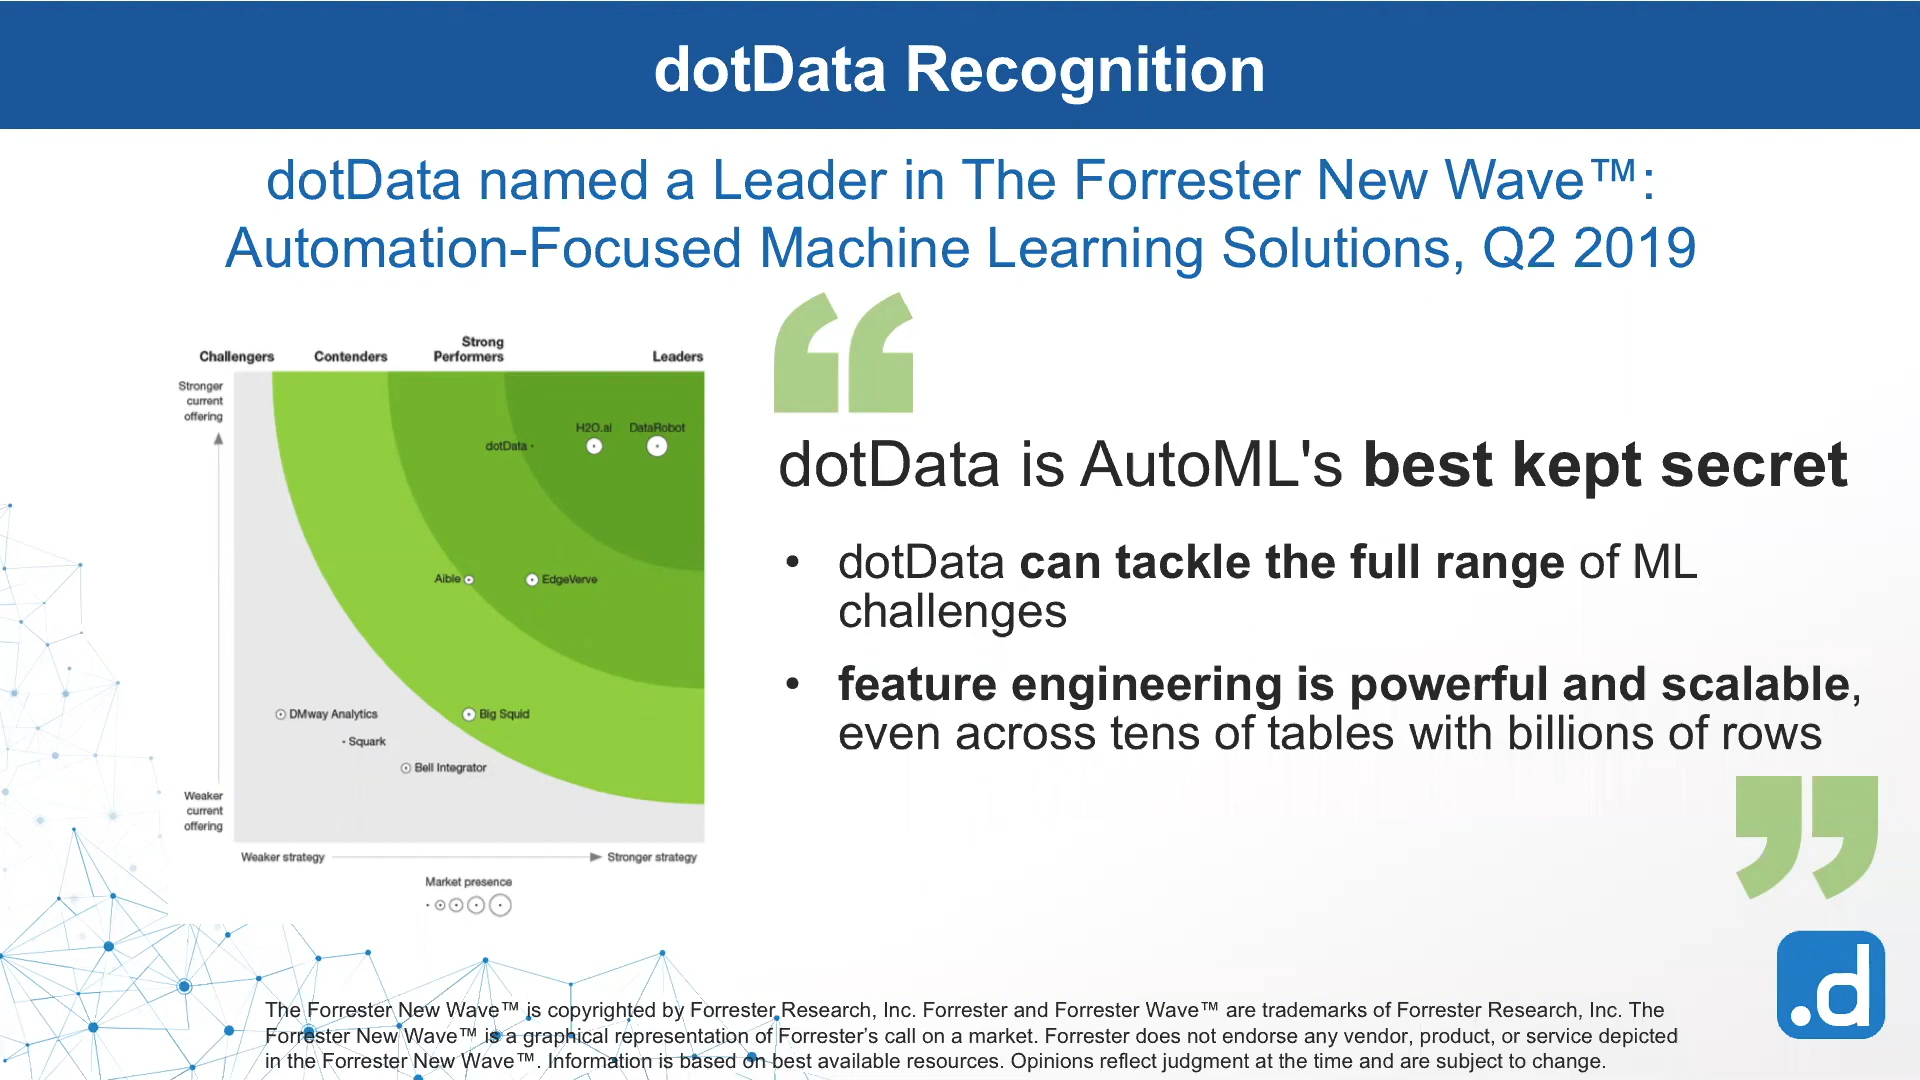 dotData Recognition
dotData named a Leader in The Forrester New Wave™:
Automation-Focused Machine Learning Solutions, Q2 2019
Challengers
Contenders
Strong
Performers
Leaders
Stronger
current
offering
H2O.ai
DataRobot
dotData
Aible
EdgeVerve
DMway Analytics
Big Squid
Squark
Bell Integrator
Weaker
current
offering
Weaker strategy
Stronger strategy
Market presence
“
dotData is AutoML's best kept secret
• dotData can tackle the full range of ML
challenges
• feature engineering is powerful and scalable,
even across tens of tables with billions of rows
”
The Forrester New Wave™ is copyrighted by Forrester Research, Inc. Forrester and Forrester Wave™ are trademarks of Forrester Research, Inc. The
Forrester New Wave™ is a graphical representation of Forrester’s call on a market. Forrester does not endorse any vendor, product, or service depicted
in the Forrester New Wave™. Information is based on best available resources. Opinions reflect judgment at the time and are subject to change.
.d